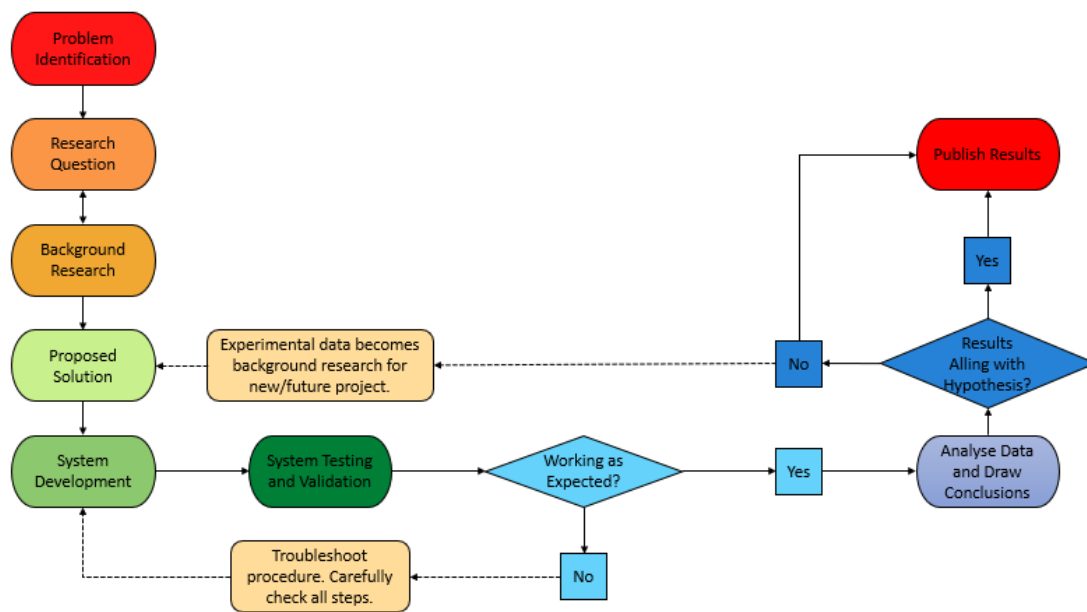 Problem
Identification
Research
Question
Background
Research
Proposed
Solution
System
Development
System Testing
and Validation
Working as
Expected?
Yes
No
Troubleshoot
procedure. Carefully
check all steps.
Analyse Data
and Draw
Conclusions
Results
Alling with
Hypothesis?
Yes
No
Publish Results
Experimental data becomes
background research for
new/future project.